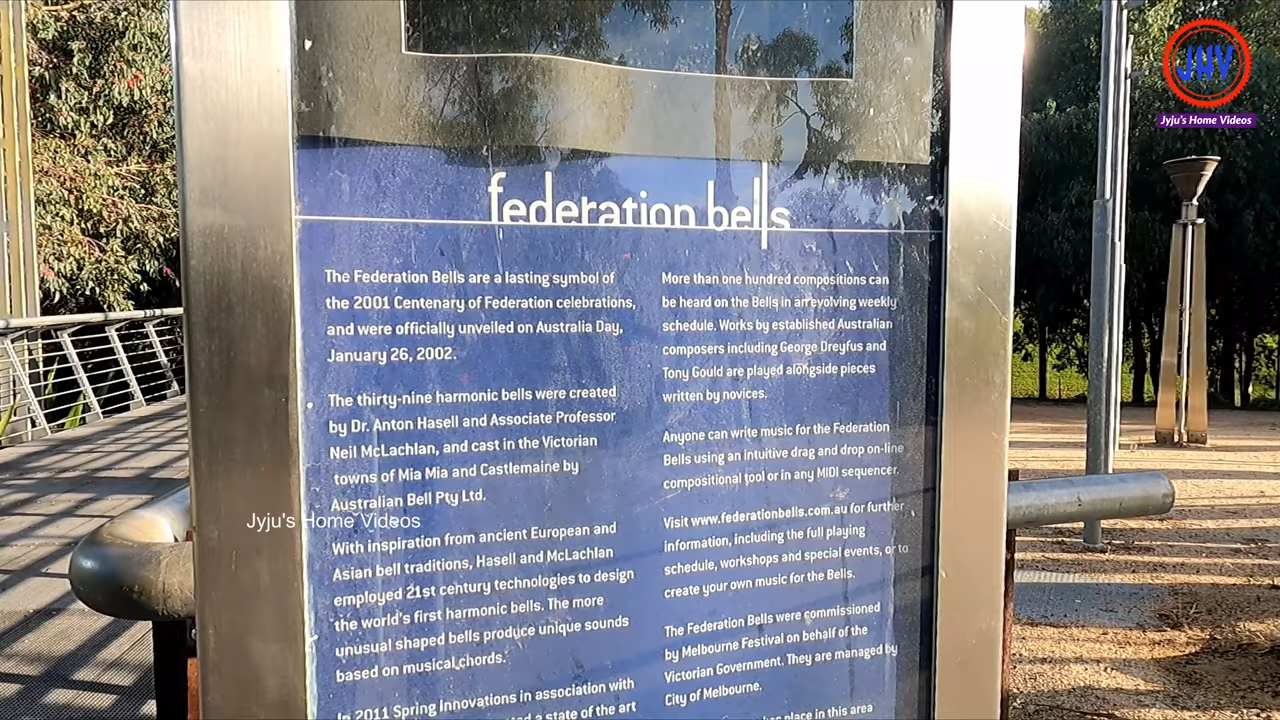 JHV
Jyju's Home Videos
federation bells
The Federation Bells are a lasting symbol of
the 2001 Centenary of Federation celebrations,
and were officially unveiled on Australia Day,
January 26, 2002.
The thirty-nine harmonic bells were created
by Dr. Anton Hasell and Associate Professor
Neil McLachlan, and cast in the Victorian
towns of Mia Mia and Castlemaine by
Australian Bell Pty Ltd.
Jyju's Home Videos
With inspiration from ancient European and
Asian bell traditions, Hasell and McLachlan
employed 21st century technologies to design
the world's first harmonic bells. The more
unusual shaped bells produce unique sounds
based on musical chords.
In 2011 Spring Innovations in association with
a state of the art
More than one hundred compositions can
be heard on the Bells in an evolving weekly
schedule. Works by established Australian
composers including George Dreyfus and
Tony Gould are played alongside pieces
written by novices.
Anyone can write music for the Federation
Bells using an intuitive drag and drop on-line
compositional tool or in any MIDI sequencer.
Visit www.federationbells.com.au for further
information, including the full playing
schedule, workshops and special events, or to
create your own music for the Bells.
The Federation Bells were commissioned
by Melbourne Festival on behalf of the
Victorian Government. They are managed by
City of Melbourne.
place in this area